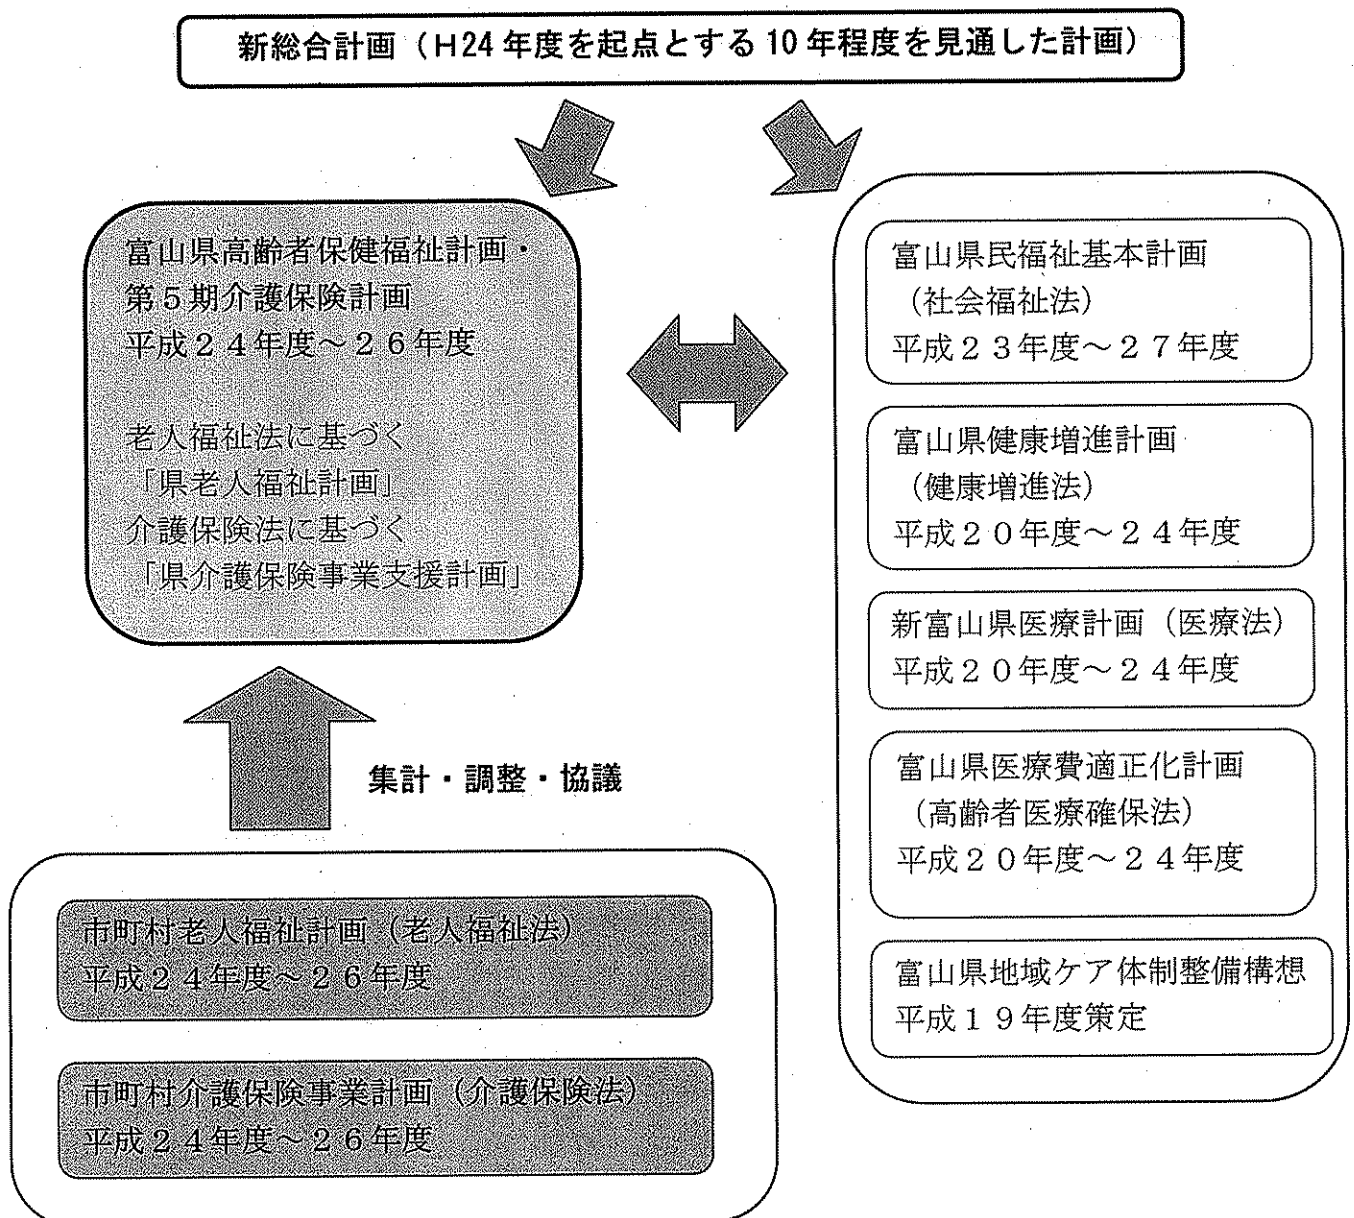 新総合計画（H24年度を起点とする10年程度を見通した計画）
富山県高齢者保健福祉計画・
第５期介護保険計画
平成２４年度～２６年度
老人福祉法に基づく
「県老人福祉計画」
介護保険法に基づく
「県介護保険事業支援計画」
集計・調整・協議
市町村老人福祉計画（老人福祉法）
平成２４年度～２６年度
市町村介護保険事業計画（介護保険法）
平成２４年度～２６年度
富山県民福祉基本計画
（社会福祉法）
平成２３年度～２７年度
富山県健康増進計画
（健康増進法）
平成２０年度～２４年度
新富山県医療計画（医療法）
平成２０年度～２４年度
富山県医療費適正化計画
（高齢者医療確保法）
平成２０年度～２４年度
富山県地域ケア体制整備構想
平成１９年度策定